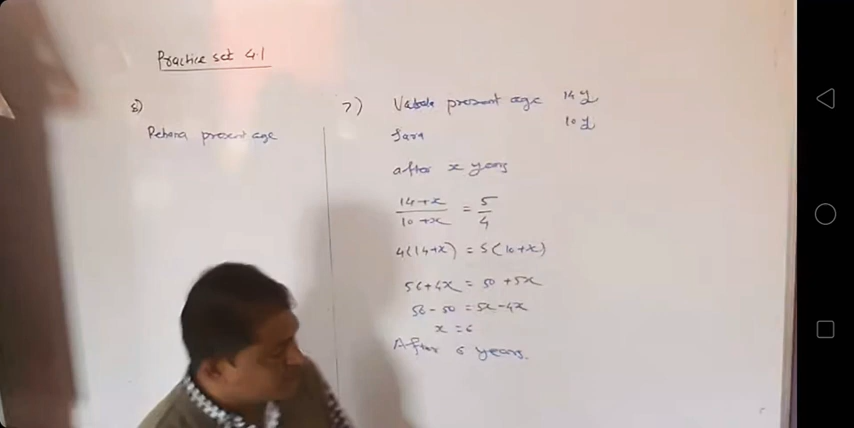 Practice set 4.1
8)
Rehana present age
7) Vatsala present age 14 y
Sara 10 y
after x years
14+x / 10+x = 5 / 4
4(14+x) = 5(10+x)
56+4x = 50+5x
56-50 = 5x-4x
x = 6
After 6 years.